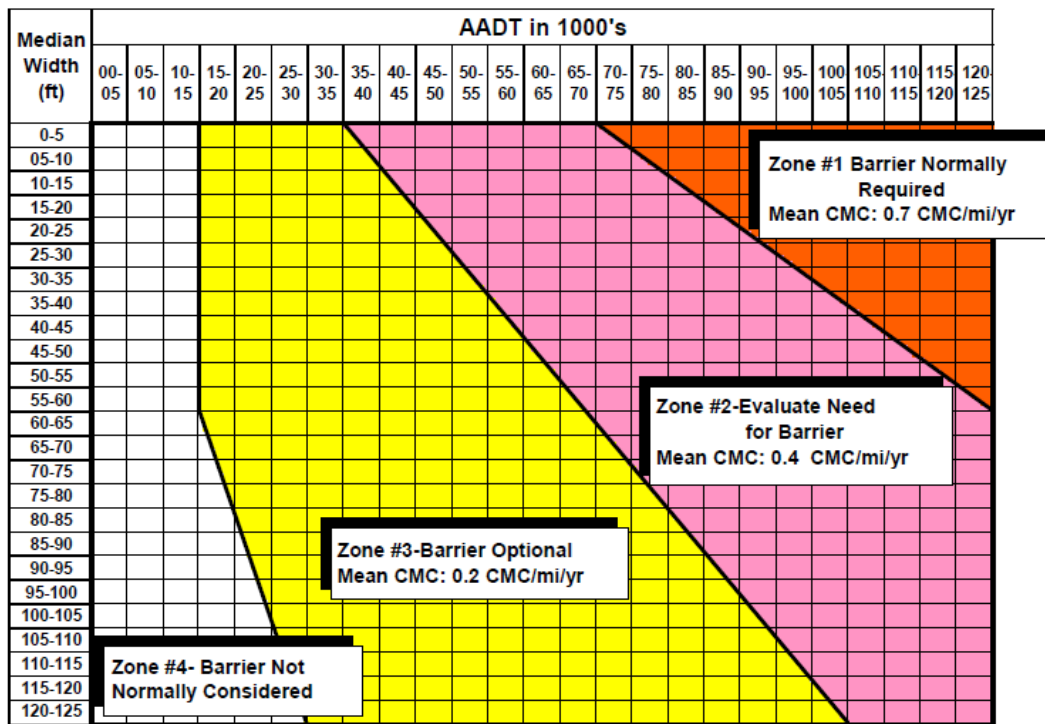 AADT in 1000's
Median
Width
(ft)
00- 05- 10- 15- 20- 25- 30- 35- 40- 45- 50- 55- 60- 65- 70- 75- 80- 85- 90- 95- 100 105- 110- 115 120-
05 10 15 20 25 30 35 40 45 50 55 60 65 70 75 80 85 90 95 100 105 110 115 120 125
0-5
05-10
10-15
15-20
20-25
25-30
30-35
35-40
40-45
45-50
50-55
55-60
60-65
65-70
70-75
75-80
80-85
85-90
90-95
95-100
100-105
105-110
110-115
115-120
120-125
Zone #1 Barrier Normally
Required
Mean CMC: 0.7 CMC/mi/yr
Zone #2-Evaluate Need
for Barrier
Mean CMC: 0.4 CMC/mi/yr
Zone #3-Barrier Optional
Mean CMC: 0.2 CMC/mi/yr
Zone #4- Barrier Not
Normally Considered